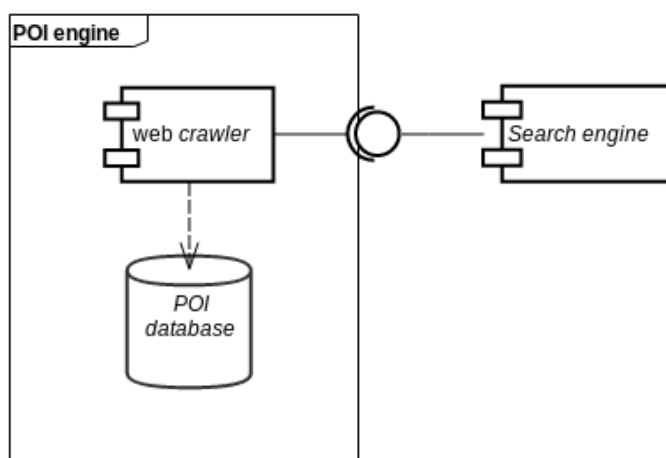 POI engine
web crawler
Search engine
POI
database